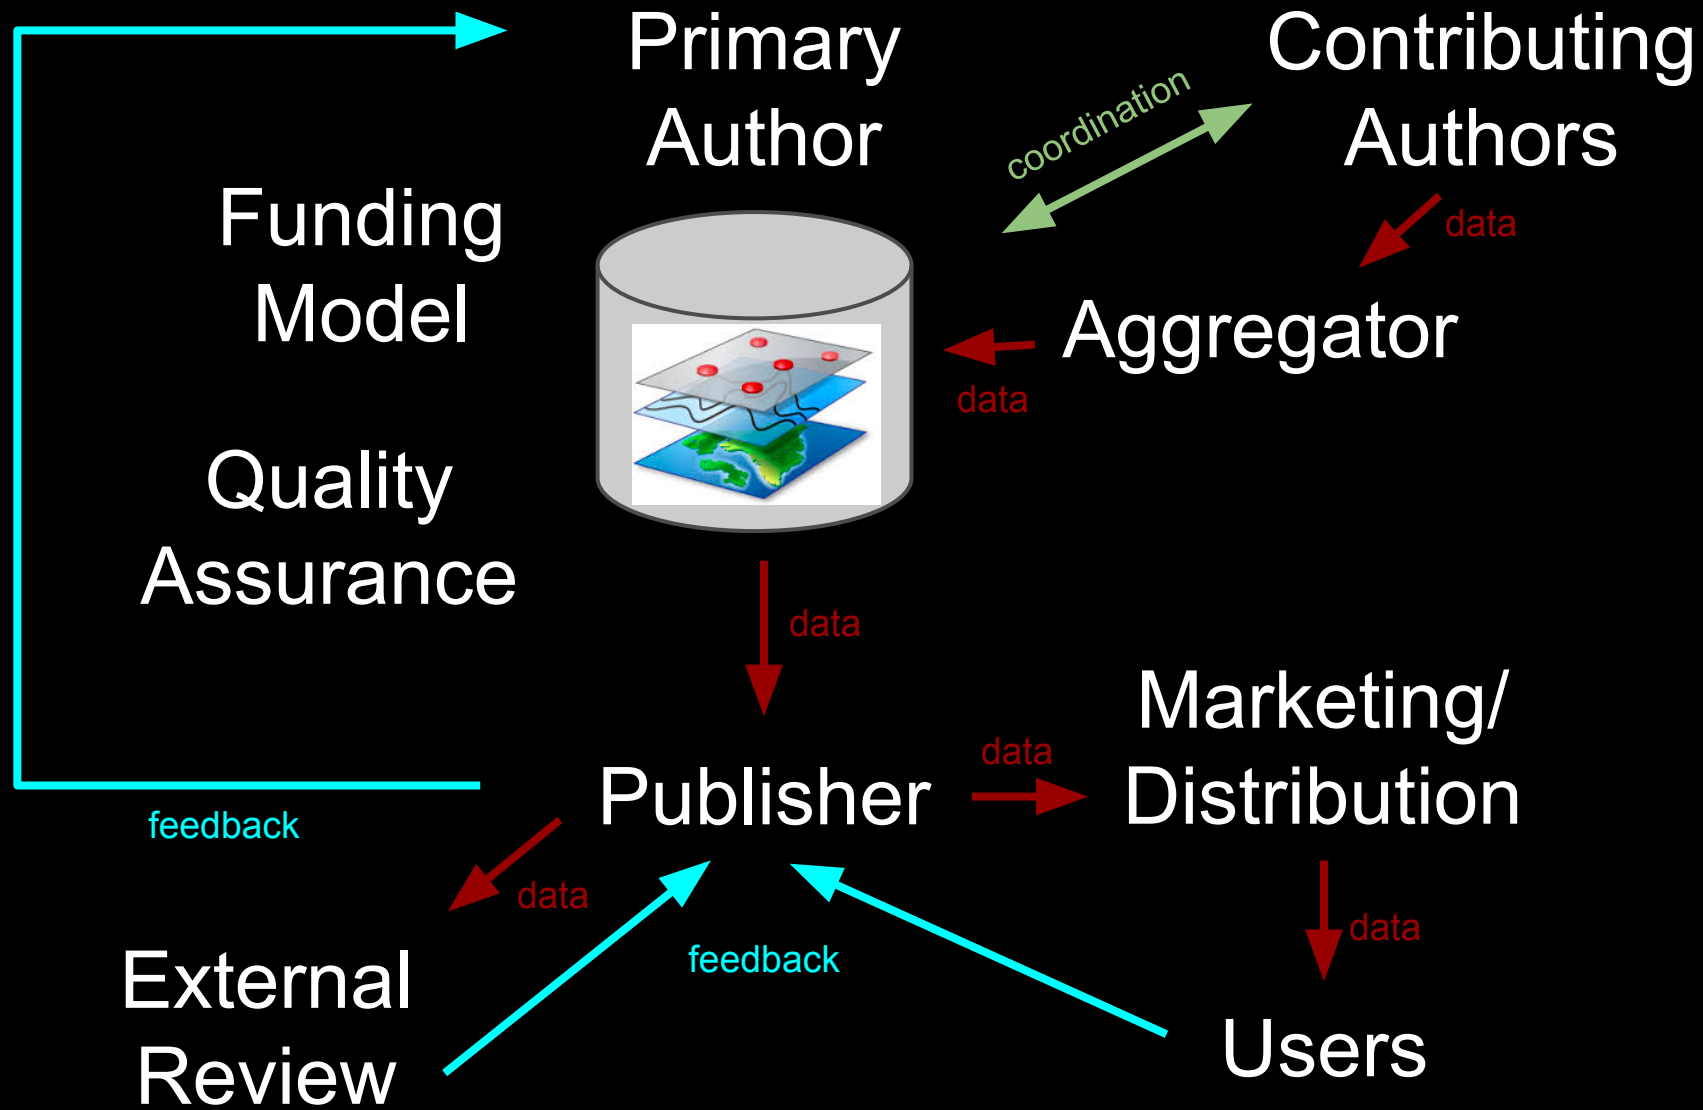 Primary
Author
Contributing
Authors
coordination
data
Funding
Model
Aggregator
data
Quality
Assurance
data
Marketing/
Distribution
data
Publisher
feedback
data
data
feedback
External
Review
Users